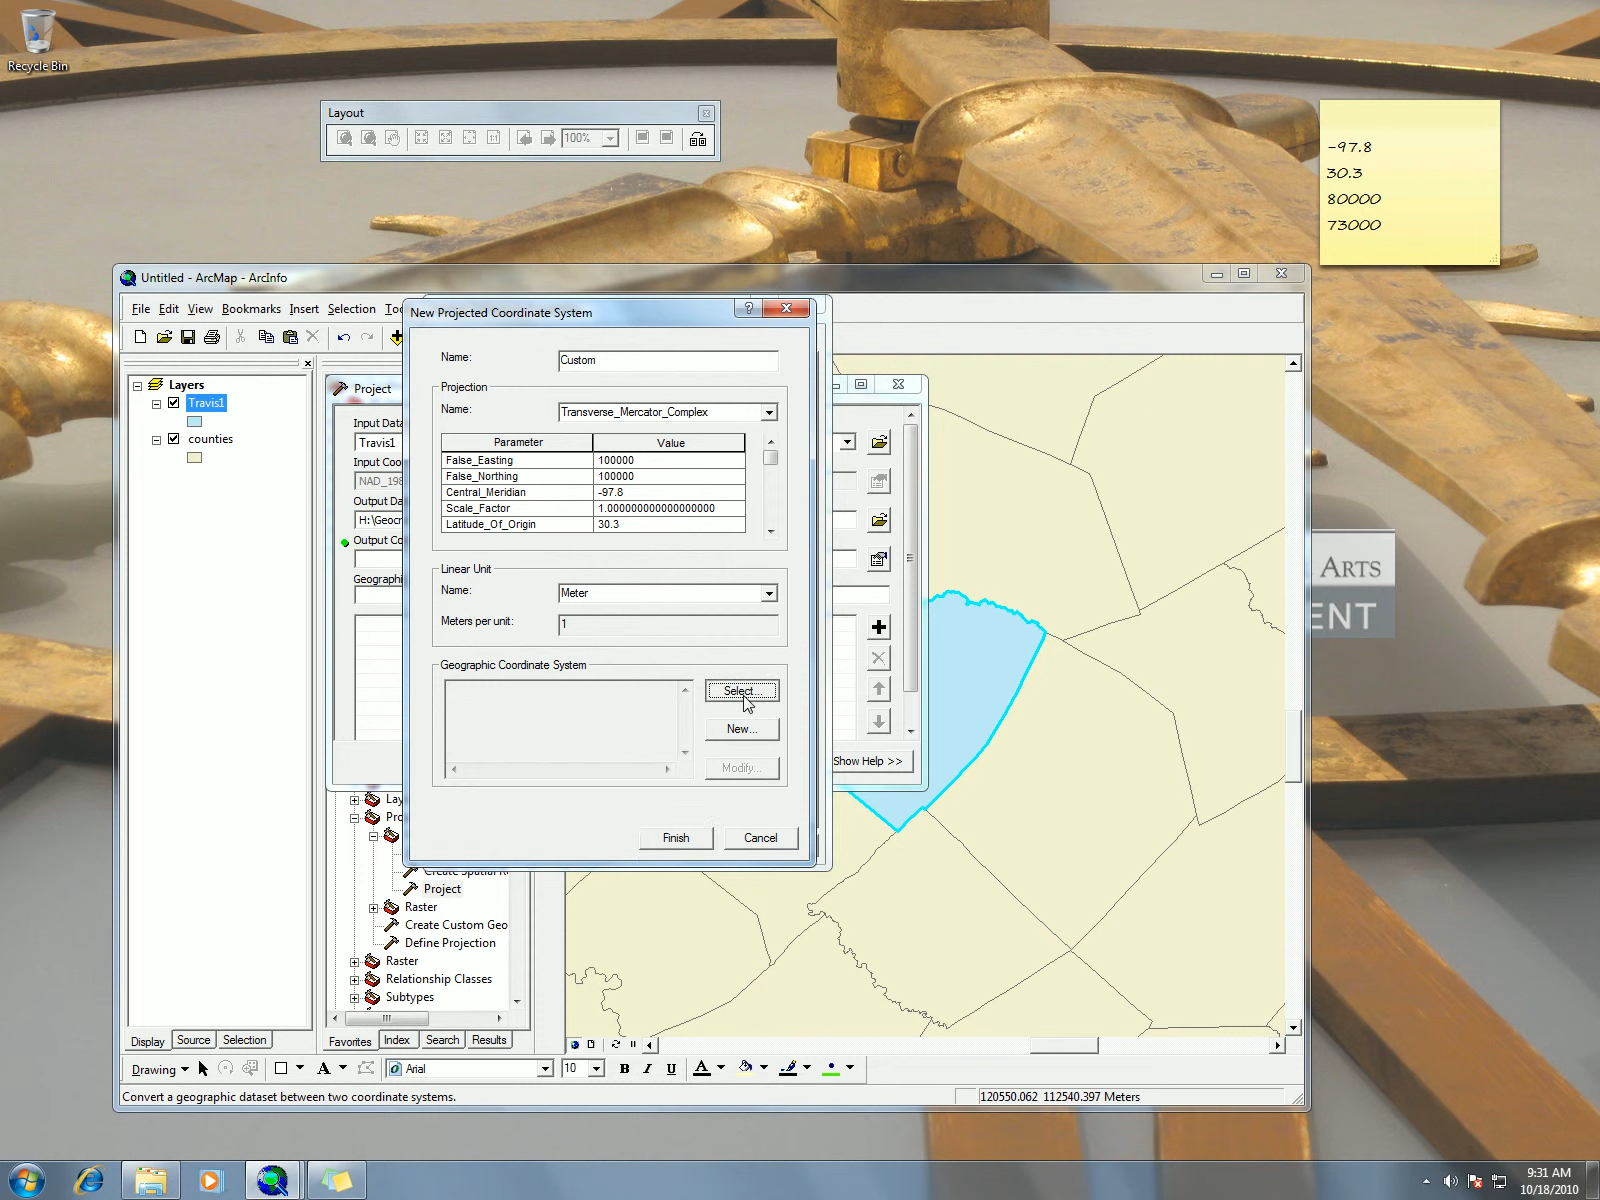 Recycle Bin
Layout
100%
1:1
-97.8
30.3
80000
73000
Untitled - ArcMap - ArcInfo
File Edit View Bookmarks Insert Selection
New Projected Coordinate System
Name: Custom
Projection
Name: Transverse_Mercator_Complex
Parameter Value
False_Easting 100000
False_Northing 100000
Central_Meridian -97.8
Scale_Factor 1.000000000000000000
Latitude_Of_Origin 30.3
Linear Unit
Name: Meter
Meters per unit: 1
Geographic Coordinate System
Select...
New...
Modify...
Finish Cancel
Layers
Travis1
counties
Project
Input Data
Travis1
Input Coo
NAD_198
Output Da
H:\Geocr
Output Co
Geographi
Show Help >>
ARTS
ENT
Lay
Pro
Project
Raster
Create Custom Geo
Define Projection
Raster
Relationship Classes
Subtypes
Display Source Selection
Favorites Index Search Results
Drawing A Arial 10 B I U A
Convert a geographic dataset between two coordinate systems.
120550.062 112540.397 Meters
9:31 AM
10/18/2010